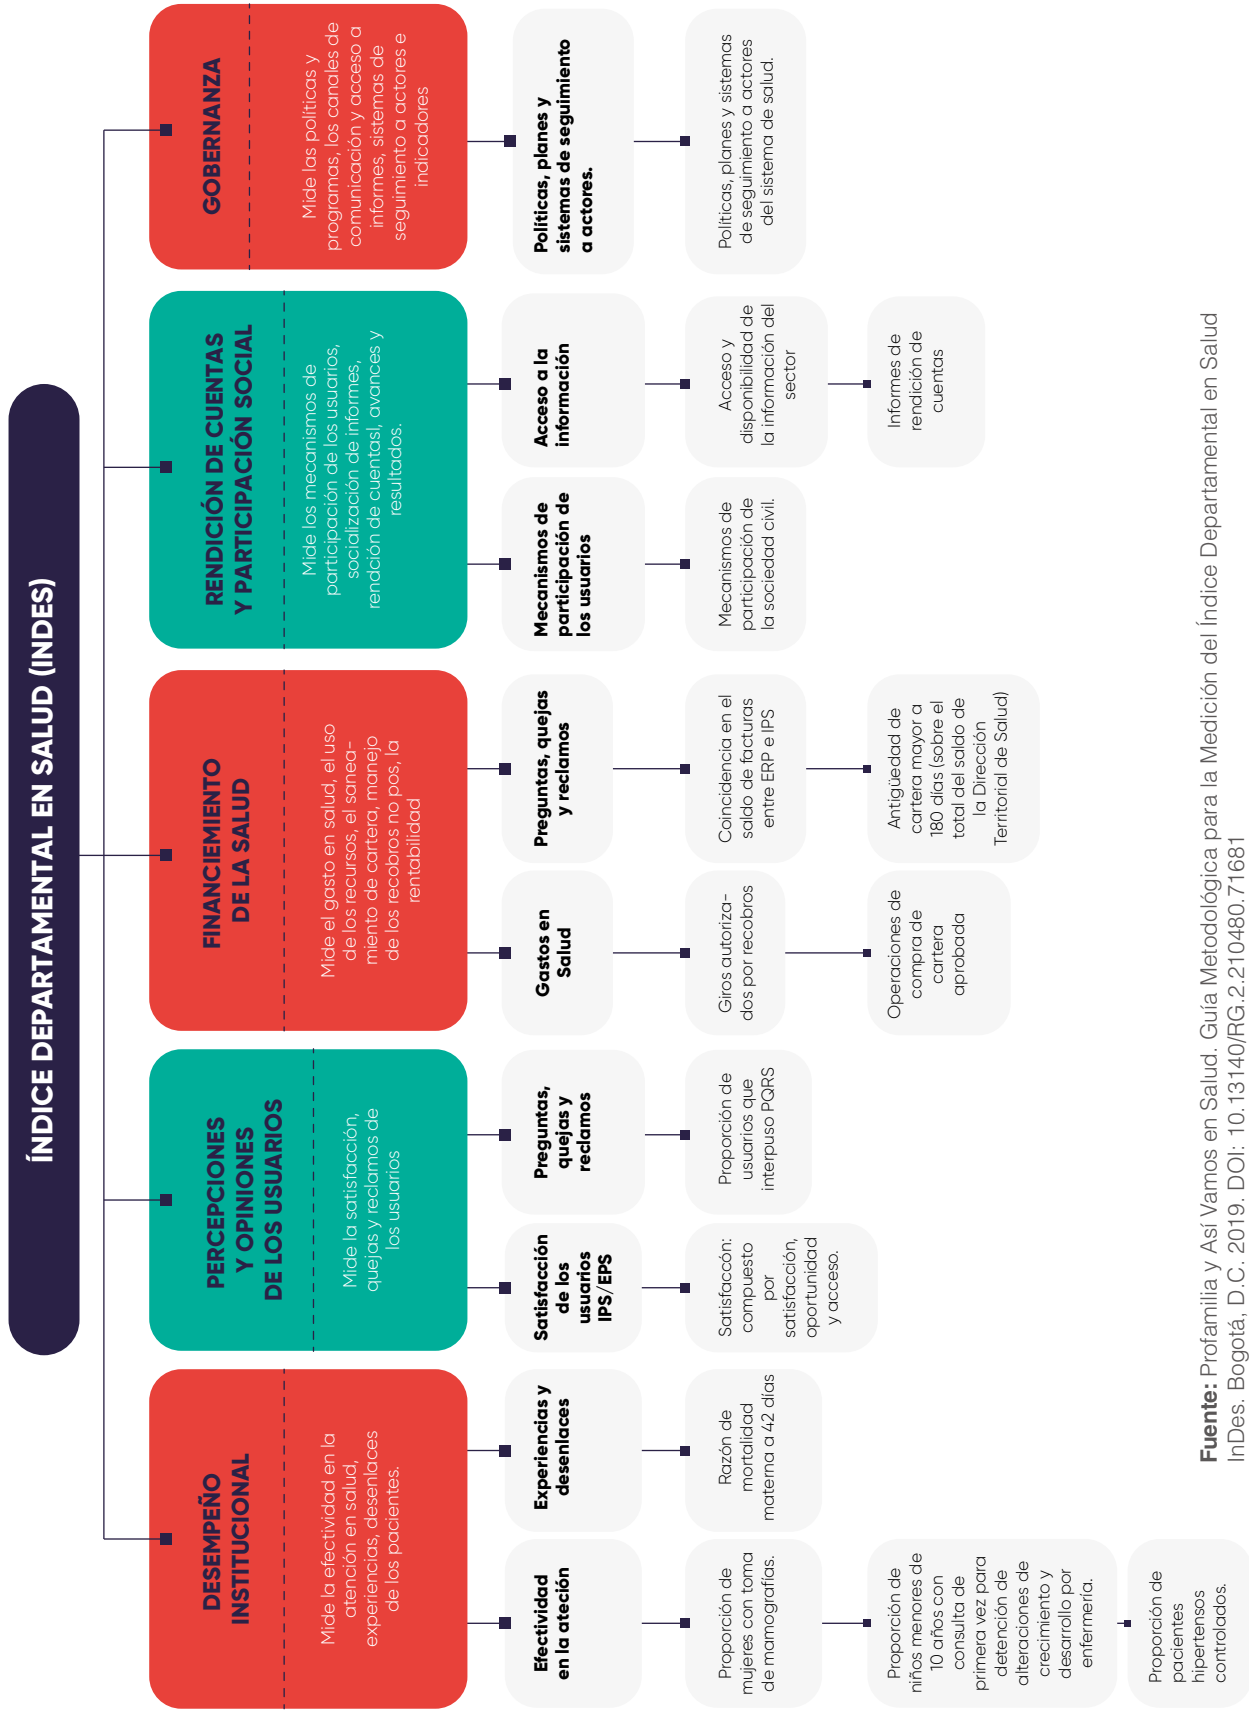 ÍNDICE DEPARTAMENTAL EN SALUD (INDES)
DESEMPEÑO
INSTITUCIONAL
Mide la efectividad en la
atención en salud,
experiencias, desenlaces
de los pacientes.
Efectividad
en la ateción
Proporción de
mujeres con toma
de mamografías.
Proporción de
niños menores de
10 años con
consulta de
primera vez para
detención de
alteraciones de
crecimiento y
desarrollo por
enfermería.
Proporción de
pacientes
hipertensos
controlados.
Experiencias y
desenlaces
Razón de
mortalidad
materna a 42 días
PERCEPCIONES
Y OPINIONES
DE LOS USUARIOS
Mide la satisfacción,
quejas y reclamos de
los usuarios
Satisfacción
de los
usuarios
IPS/EPS
Satisfaccón:
compuesto
por
satisfacción,
oportunidad
y acceso.
Preguntas,
quejas y
reclamos
Proporción de
usuarios que
interpuso PQRS
FINANCIEMIENTO
DE LA SALUD
Mide el gasto en salud, el uso
de los recursos, el sanea-
miento de cartera, manejo
de los recobros no pos, la
rentabilidad
Gastos en
Salud
Giros autoriza-
dos por recobros
Operaciones de
compra de
cartera
aprobada
Preguntas, quejas
y reclamos
Coincidencia en el
saldo de facturas
entre ERP e IPS
Antigüedad de
cartera mayor a
180 días (sobre el
total del saldo de
la Dirección
Territorial de Salud)
RENDICIÓN DE CUENTAS
Y PARTICIPACIÓN SOCIAL
Mide los mecanismos de
participación de los usuarios,
socialización de informes,
rendción de cuentasl, avances y
resultados.
Mecanismos de
participación de
los usuarios
Mecanismos de
participación de
la sociedad civil.
Acceso a la
información
Acceso y
disponibilidad de
la información del
sector
Informes de
rendición de
cuentas
GOBERNANZA
Mide las políticas y
programas, los canales de
comunicación y acceso a
informes, sistemas de
seguimiento a actores e
indicadores
Políticas, planes y
sistemas de seguimiento
a actores.
Políticas, planes y sistemas
de seguimiento a actores
del sistema de salud.
Fuente: Profamilia y Así Vamos en Salud. Guía Metodológica para la Medición del Índice Departamental en Salud
InDes. Bogotá, D.C. 2019. DOI: 10.13140/RG.2.210480.71681